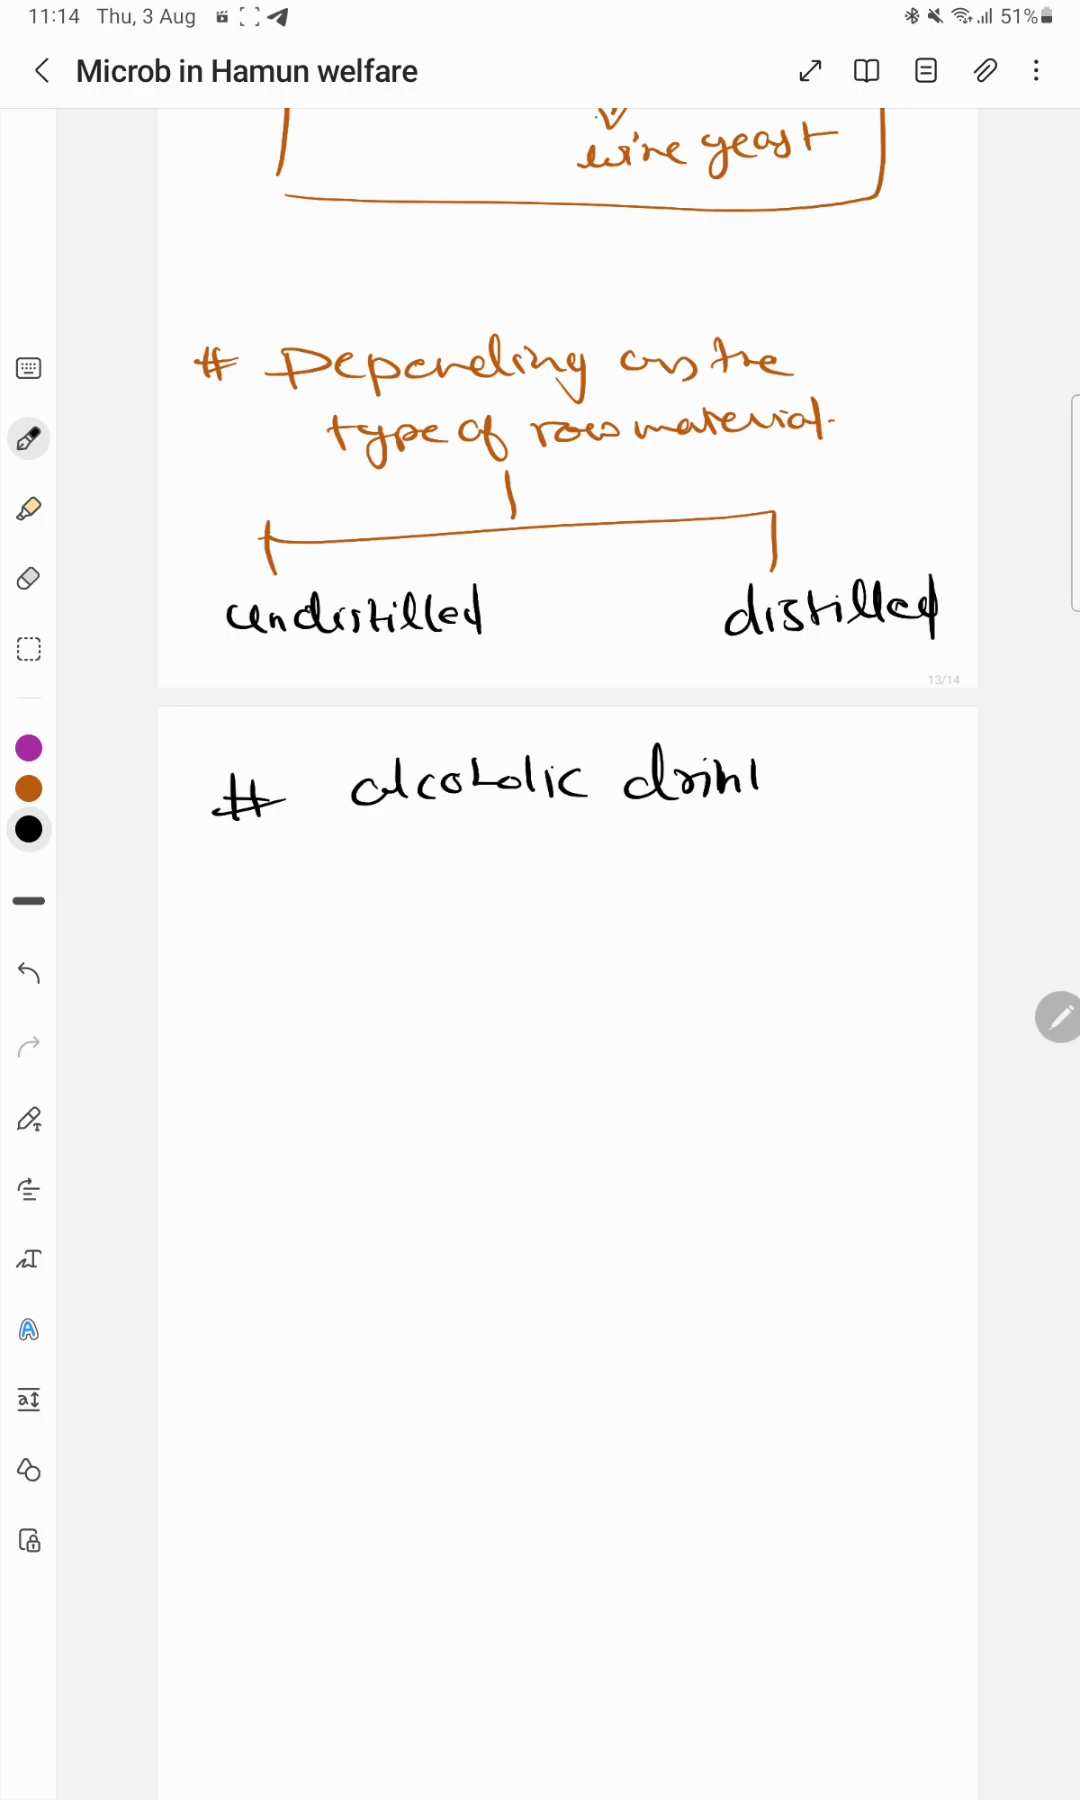 11:14 Thu, 3 Aug 51%
Microb in Hamun welfare
wine yeast
# Depending on the
type of raw material.
undistilled distilled
13/14
# alcoholic drinl